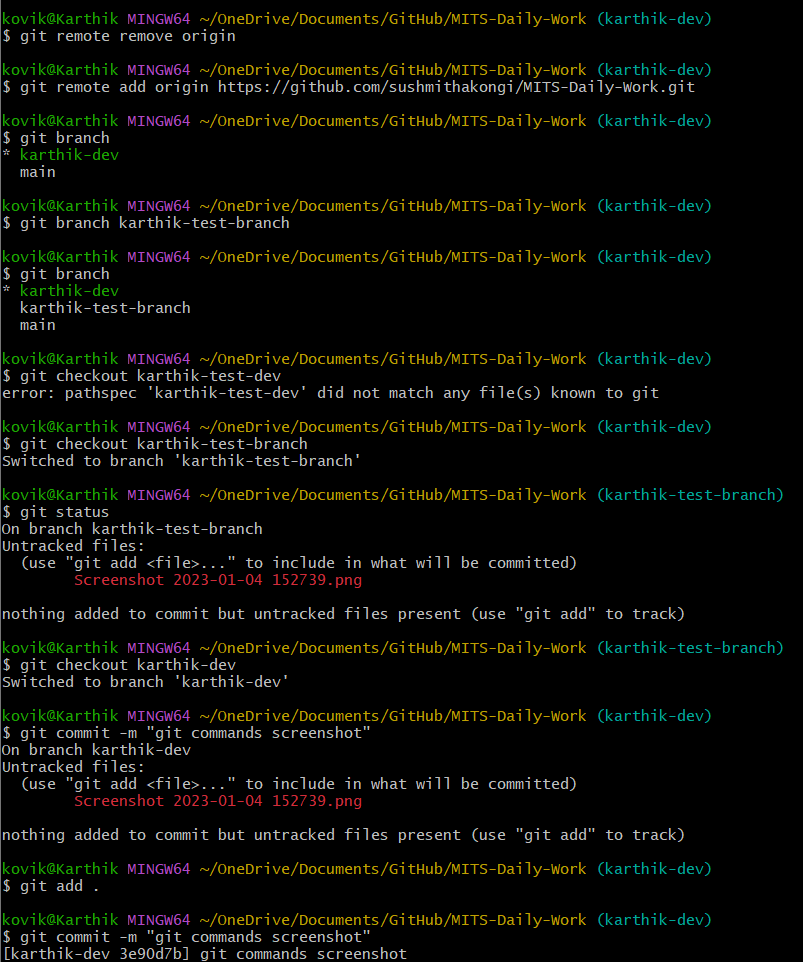 kovik@Karthik MINGW64 ~/OneDrive/Documents/GitHub/MITS-Daily-Work (karthik-dev)
$ git remote remove origin
kovik@Karthik MINGW64 ~/OneDrive/Documents/GitHub/MITS-Daily-Work (karthik-dev)
$ git remote add origin https://github.com/sushmithakongi/MITS-Daily-Work.git
kovik@Karthik MINGW64 ~/OneDrive/Documents/GitHub/MITS-Daily-Work (karthik-dev)
$ git branch
* karthik-dev
  main
kovik@Karthik MINGW64 ~/OneDrive/Documents/GitHub/MITS-Daily-Work (karthik-dev)
$ git branch karthik-test-branch
kovik@Karthik MINGW64 ~/OneDrive/Documents/GitHub/MITS-Daily-Work (karthik-dev)
$ git branch
* karthik-dev
  karthik-test-branch
  main
kovik@Karthik MINGW64 ~/OneDrive/Documents/GitHub/MITS-Daily-Work (karthik-dev)
$ git checkout karthik-test-dev
error: pathspec 'karthik-test-dev' did not match any file(s) known to git
kovik@Karthik MINGW64 ~/OneDrive/Documents/GitHub/MITS-Daily-Work (karthik-dev)
$ git checkout karthik-test-branch
Switched to branch 'karthik-test-branch'
kovik@Karthik MINGW64 ~/OneDrive/Documents/GitHub/MITS-Daily-Work (karthik-test-branch)
$ git status
On branch karthik-test-branch
Untracked files:
  (use "git add <file>..." to include in what will be committed)
        Screenshot 2023-01-04 152739.png
nothing added to commit but untracked files present (use "git add" to track)
kovik@Karthik MINGW64 ~/OneDrive/Documents/GitHub/MITS-Daily-Work (karthik-test-branch)
$ git checkout karthik-dev
Switched to branch 'karthik-dev'
kovik@Karthik MINGW64 ~/OneDrive/Documents/GitHub/MITS-Daily-Work (karthik-dev)
$ git commit -m "git commands screenshot"
On branch karthik-dev
Untracked files:
  (use "git add <file>..." to include in what will be committed)
        Screenshot 2023-01-04 152739.png
nothing added to commit but untracked files present (use "git add" to track)
kovik@Karthik MINGW64 ~/OneDrive/Documents/GitHub/MITS-Daily-Work (karthik-dev)
$ git add .
kovik@Karthik MINGW64 ~/OneDrive/Documents/GitHub/MITS-Daily-Work (karthik-dev)
$ git commit -m "git commands screenshot"
[karthik-dev 3e90d7b] git commands screenshot